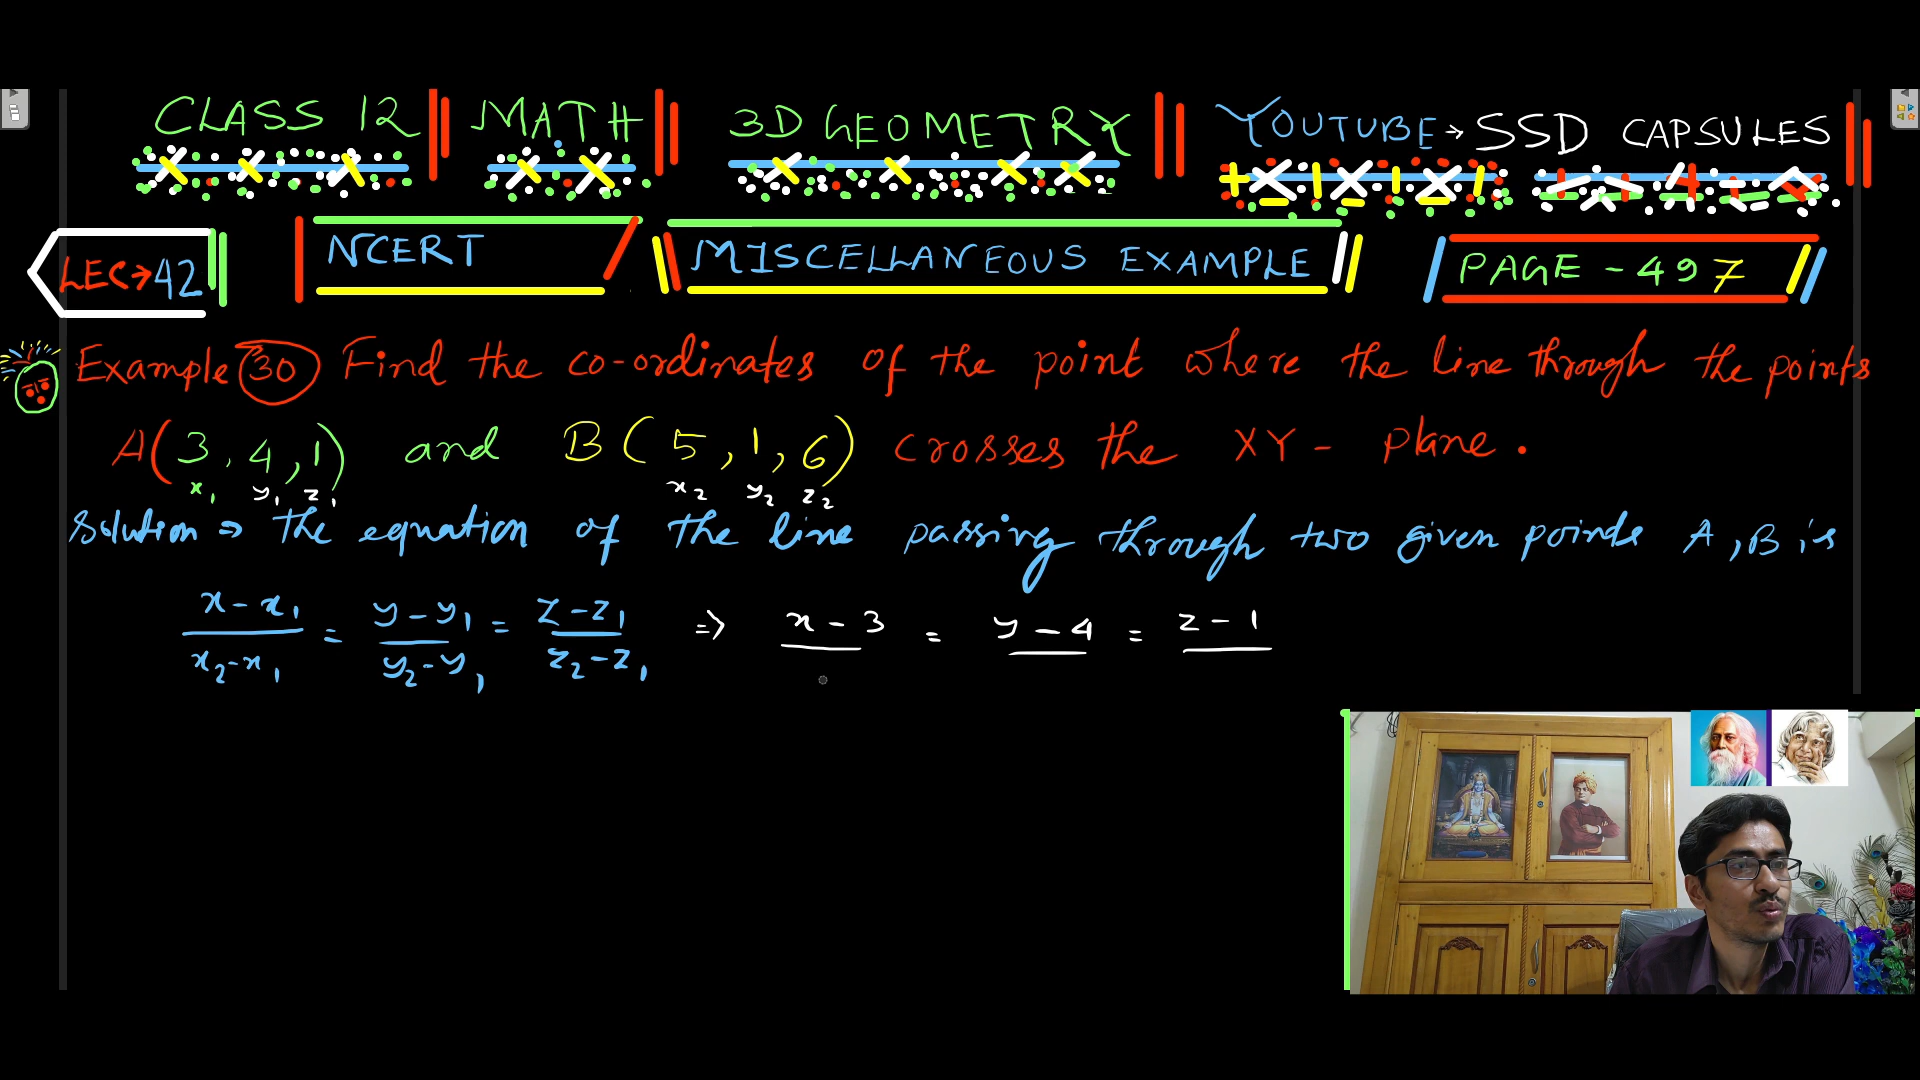 CLASS 12 || MATH || 3D GEOMETRY || YOUTUBE → SSD CAPSULES ||
LEC → 42 NCERT MISCELLANEOUS EXAMPLE PAGE - 497
Example 30 Find the co-ordinates of the point where the line through the points
A(3, 4, 1) and B(5, 1, 6) crosses the XY- plane.
x₁ y₁ z₁ x₂ y₂ z₂
Solution ⇒ the equation of the line passing through two given points A, B is
x - x₁ / x₂ - x₁ = y - y₁ / y₂ - y₁ = z - z₁ / z₂ - z₁ ⇒ x - 3 / = y - 4 / = z - 1 /